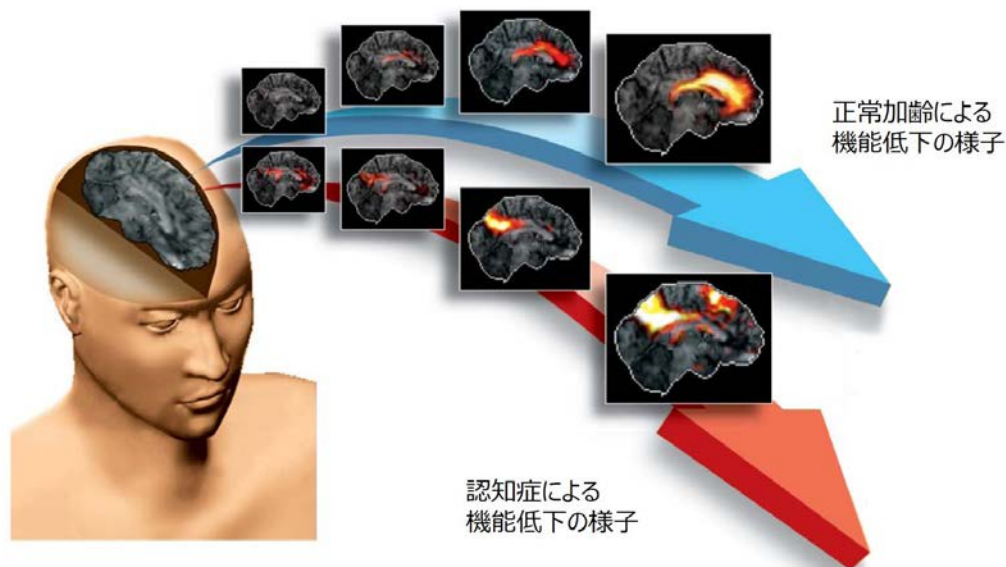 正常加齢による
機能低下の様子
認知症による
機能低下の様子